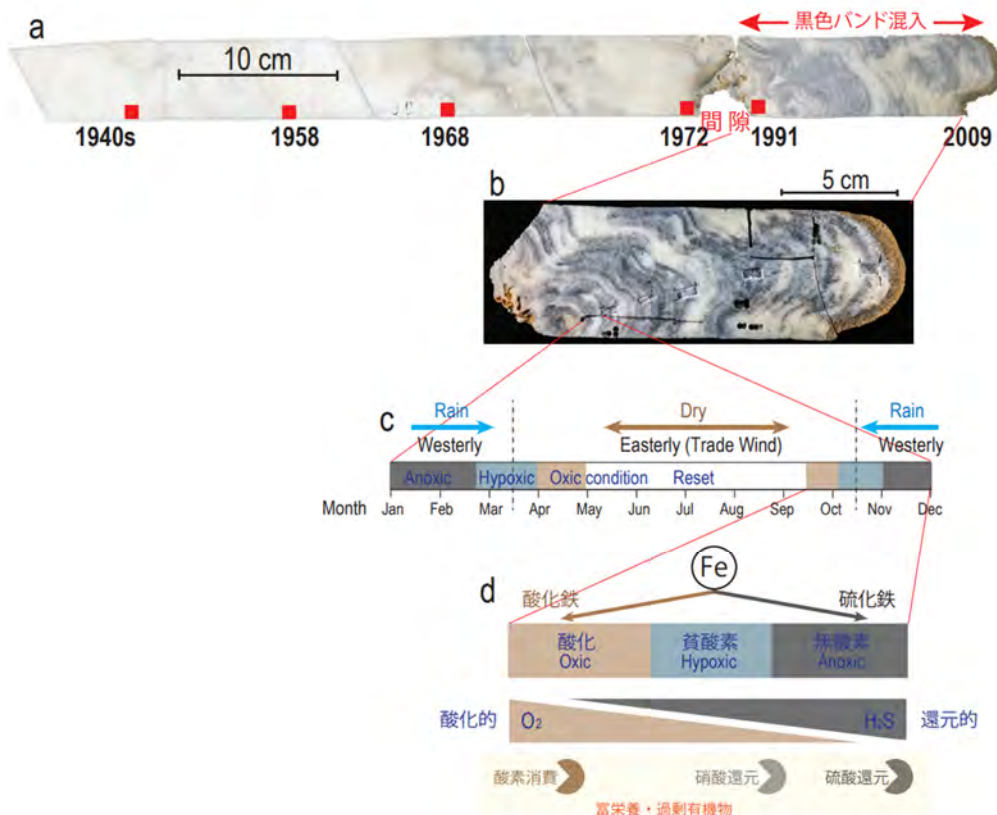 a
黒色バンド混入
10 cm
間隙
1940s 1958 1968 1972 1991 2009
b
5 cm
c
Rain Dry Rain
Westerly Easterly (Trade Wind) Westerly
Anoxic Hypoxic Oxic condition Reset
Month Jan Feb Mar Apr May Jun Jul Aug Sep Oct Nov Dec
Fe
d
酸化鉄 硫化鉄
酸化 貧酸素 無酸素
Oxic Hypoxic Anoxic
酸化的 O₂ H₂S 還元的
酸素消費 硝酸還元 硫酸還元
富栄養・過剰有機物